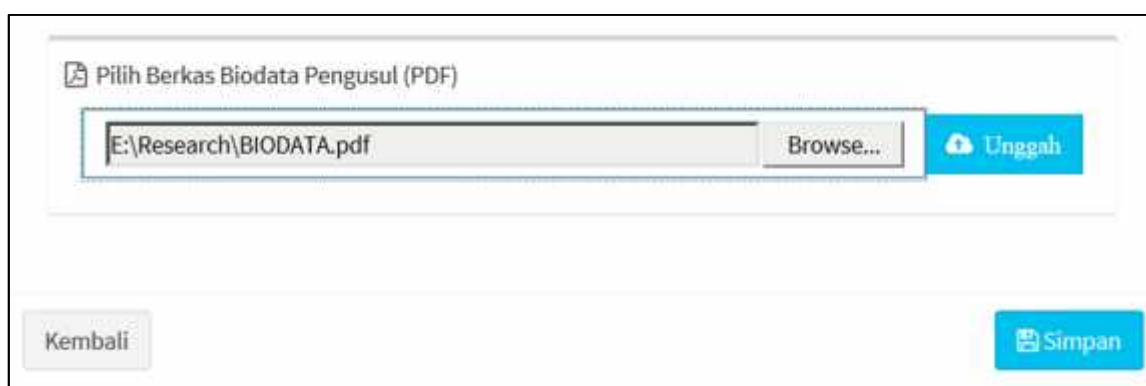 Pilih Berkas Biodata Pengusul (PDF)
E:\Research\BIODATA.pdf Browse... Unggah
Kembali Simpan